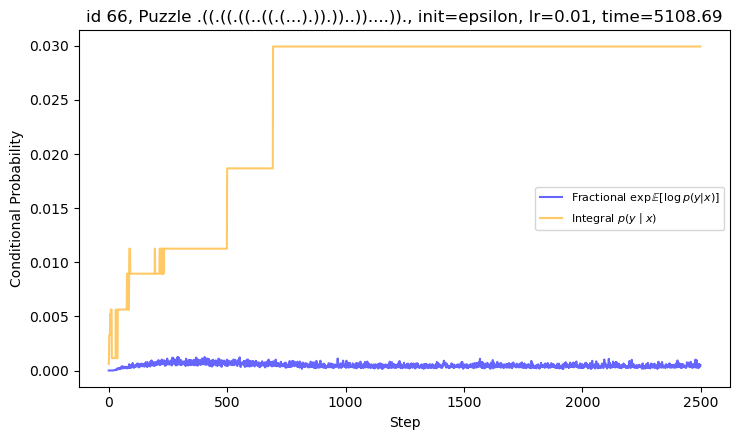 id 66, Puzzle .((.((.((..((.(...).)).))..))....))., init=epsilon, lr=0.01, time=5108.69
Conditional Probability
0.030
0.025
0.020
0.015
0.010
0.005
0.000
Fractional exp𝔼[log p(y|x)]
Integral p(y | x)
0
500
1000
1500
2000
2500
Step